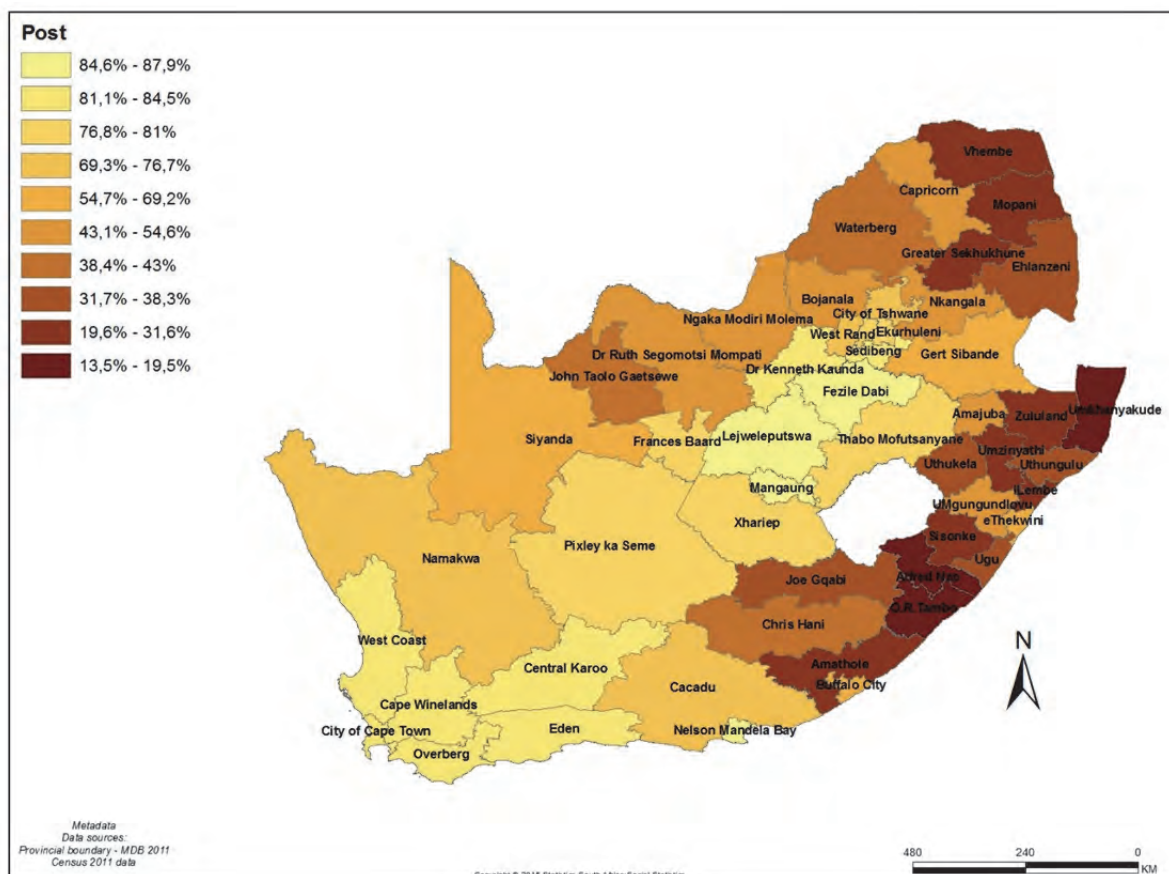 Post
84,6% - 87,9%
81,1% - 84,5%
76,8% - 81%
69,3% - 76,7%
54,7% - 69,2%
43,1% - 54,6%
38,4% - 43%
31,7% - 38,3%
19,6% - 31,6%
13,5% - 19,5%
Vhembe
Capricorn
Mopani
Waterberg
Greater Sekhukhune
Ehlanzeni
Bojanala
Nkangala
City of Tshwane
Ngaka Modiri Molema
West Rand
Ekurhuleni
Sedibeng
Gert Sibande
Dr Ruth Segomotsi Mompati
Dr Kenneth Kaunda
John Taolo Gaetsewe
Fezile Dabi
Umkhanyakude
Amajuba
Zululand
Siyanda
Frances Baard
Lejweleputswa
Thabo Mofutsanyane
Umzinyathi
Uthukela
Uthungulu
Mangaung
iLembe
UMgungundlovu
eThekwini
Xhariep
Sisonke
Pixley ka Seme
Namakwa
Ugu
Joe Gqabi
Alfred Nzo
O.R.Tambo
Chris Hani
West Coast
Central Karoo
Amathole
Buffalo City
Cacadu
Cape Winelands
City of Cape Town
Eden
Nelson Mandela Bay
Overberg
N
Metadata
Data sources:
Provincial boundary - MDB 2011
Census 2011 data
480 240 0
KM